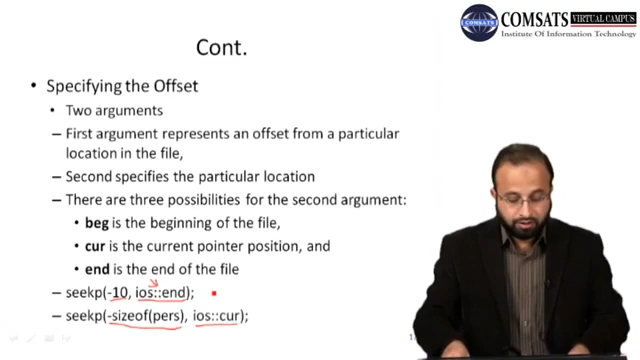 COMSATS VIRTUAL CAMPUS
Institute Of Information Technology
Cont.
• Specifying the Offset
• Two arguments
– First argument represents an offset from a particular
location in the file,
– Second specifies the particular location
– There are three possibilities for the second argument:
• beg is the beginning of the file,
• cur is the current pointer position, and
• end is the end of the file
– seekp(-10, ios::end);
– seekp(-sizeof(pers), ios::cur);